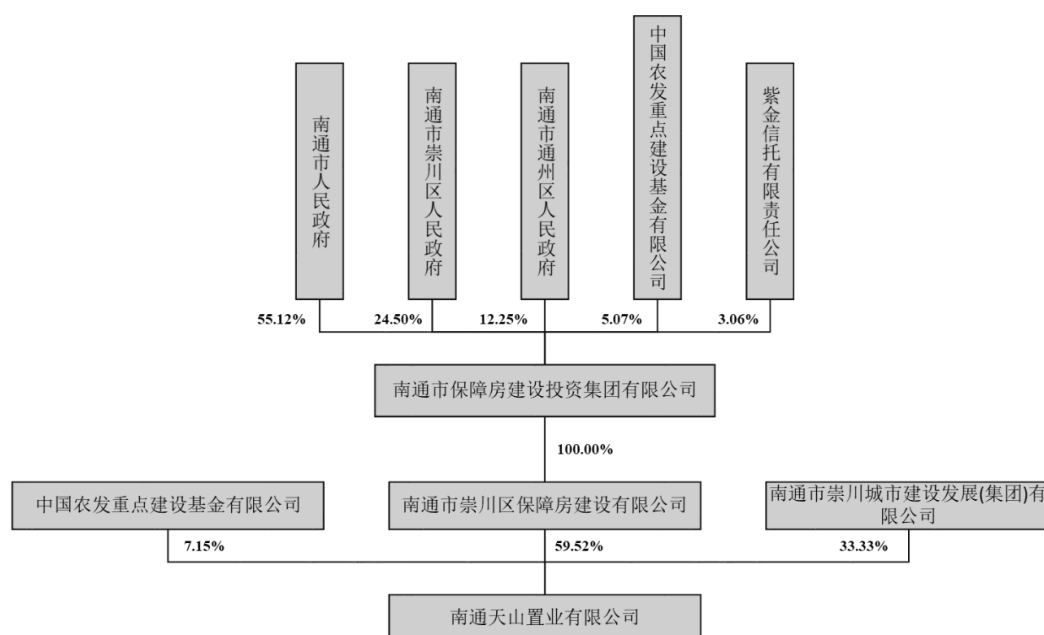 南通市人民政府
南通市崇川区人民政府
南通市通州区人民政府
中国农发重点建设基金有限公司
紫金信托有限责任公司
55.12%
24.50%
12.25%
5.07%
3.06%
南通市保障房建设投资集团有限公司
100.00%
中国农发重点建设基金有限公司
南通市崇川区保障房建设有限公司
南通市崇川城市建设发展(集团)有
限公司
7.15%
59.52%
33.33%
南通天山置业有限公司